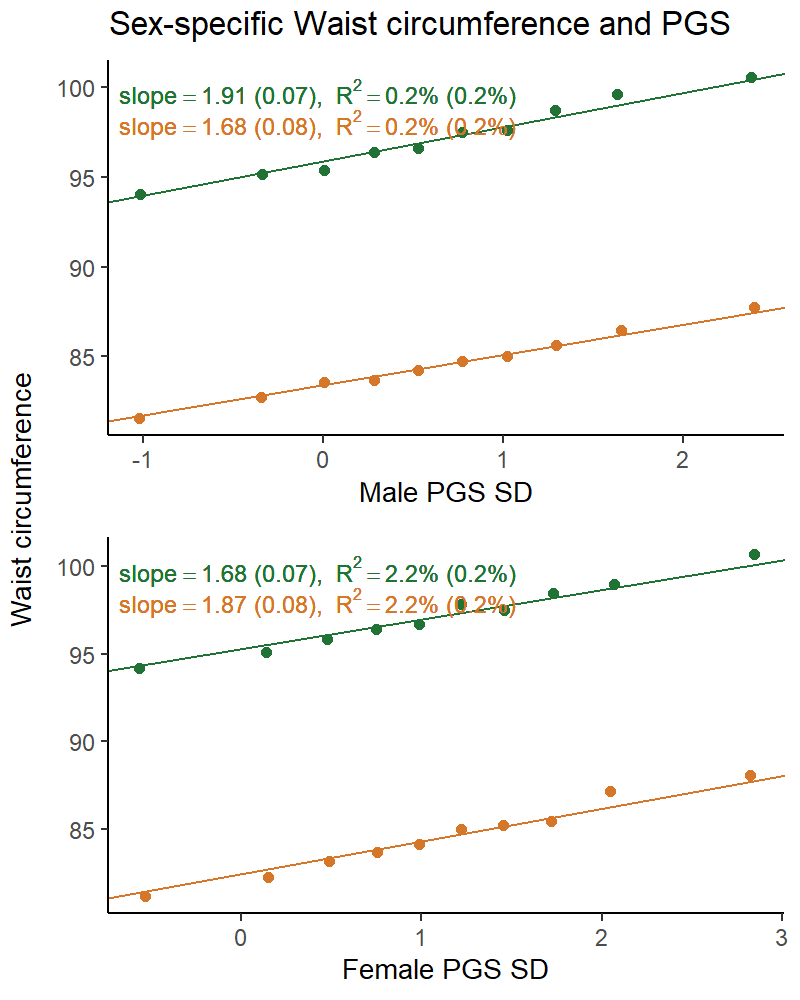 Sex-specific Waist circumference and PGS
Waist circumference
100
95
90
85
slope = 1.91 (0.07), R² = 0.2% (0.2%)
slope = 1.68 (0.08), R² = 0.2% (0.2%)
-1 0 1 2
Male PGS SD
100
95
90
85
slope = 1.68 (0.07), R² = 2.2% (0.2%)
slope = 1.87 (0.08), R² = 2.2% (0.2%)
0 1 2 3
Female PGS SD